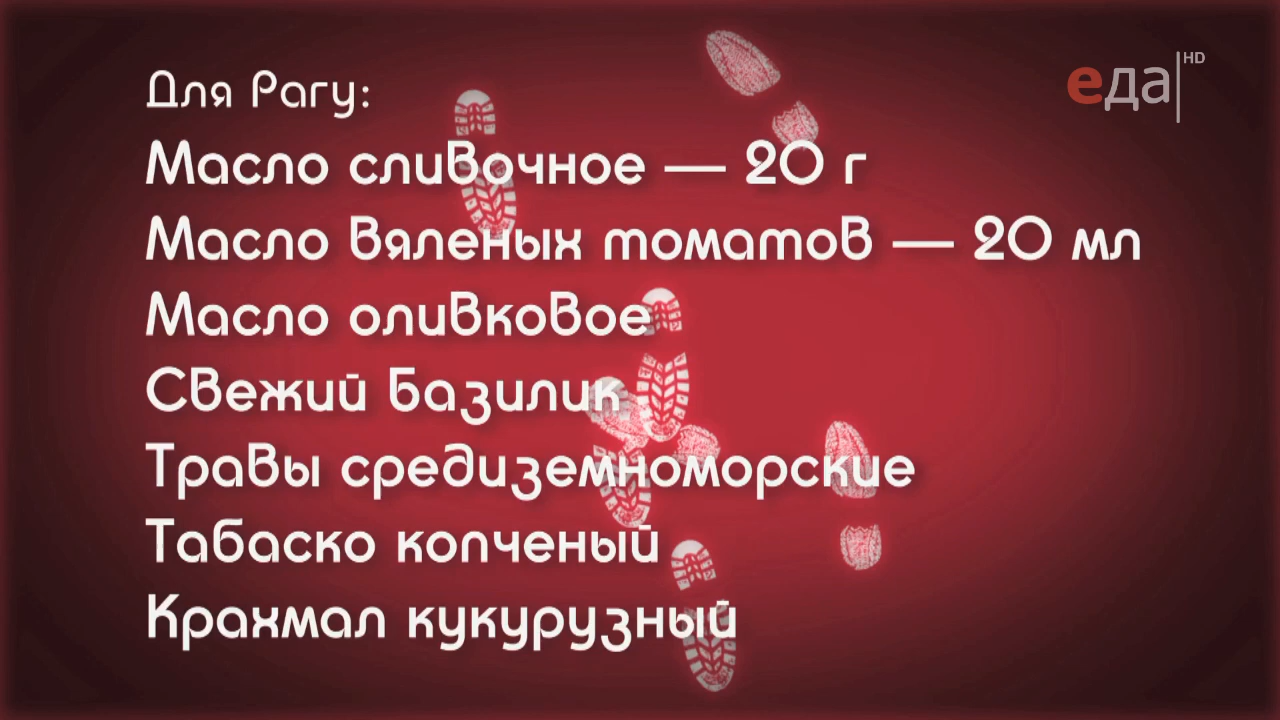 еда HD
Для Рагу:
Масло сливочное — 20 г
Масло вяленых томатов — 20 мл
Масло оливковое
Свежий базилик
Травы средиземноморские
Табаско копченый
Крахмал кукурузный